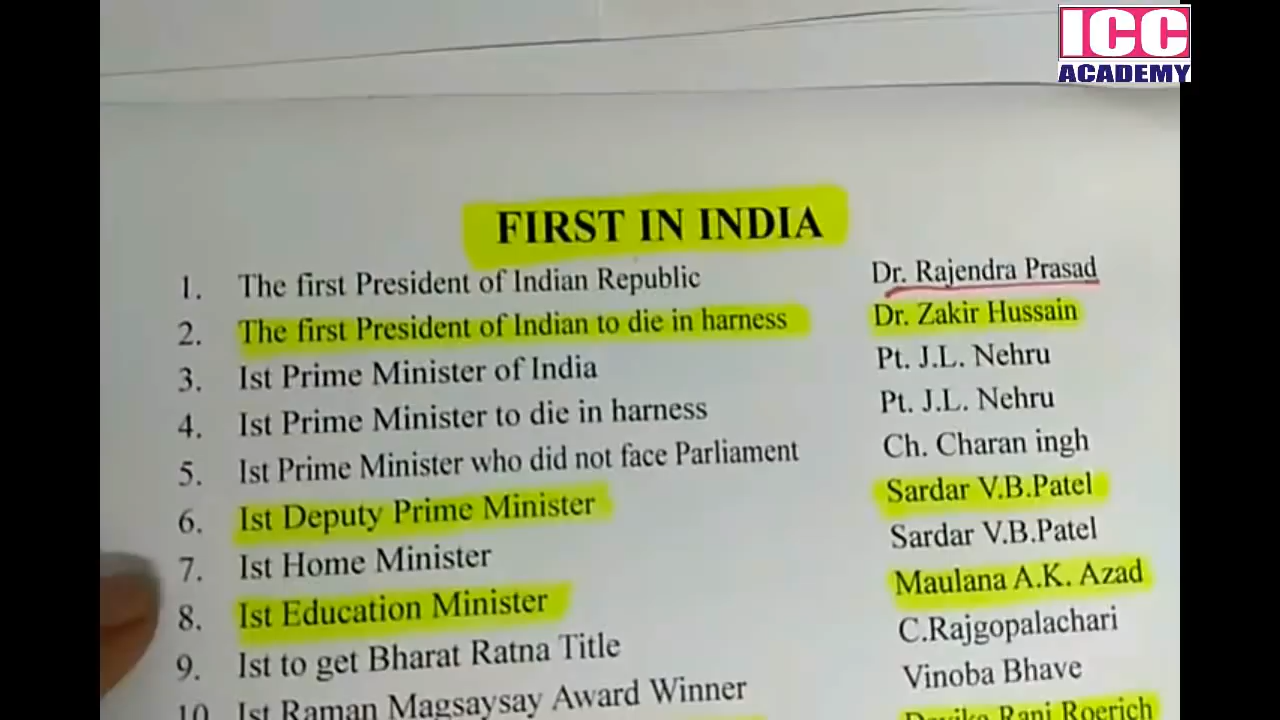 ICC
ACADEMY
FIRST IN INDIA
1. The first President of Indian Republic Dr. Rajendra Prasad
2. The first President of Indian to die in harness Dr. Zakir Hussain
3. Ist Prime Minister of India Pt. J.L. Nehru
4. Ist Prime Minister to die in harness Pt. J.L. Nehru
5. Ist Prime Minister who did not face Parliament Ch. Charan ingh
6. Ist Deputy Prime Minister Sardar V.B.Patel
7. Ist Home Minister Sardar V.B.Patel
8. Ist Education Minister Maulana A.K. Azad
9. Ist to get Bharat Ratna Title C.Rajgopalachari
10. Ist Raman Magsaysay Award Winner Vinoba Bhave
Devika Rani Roerich